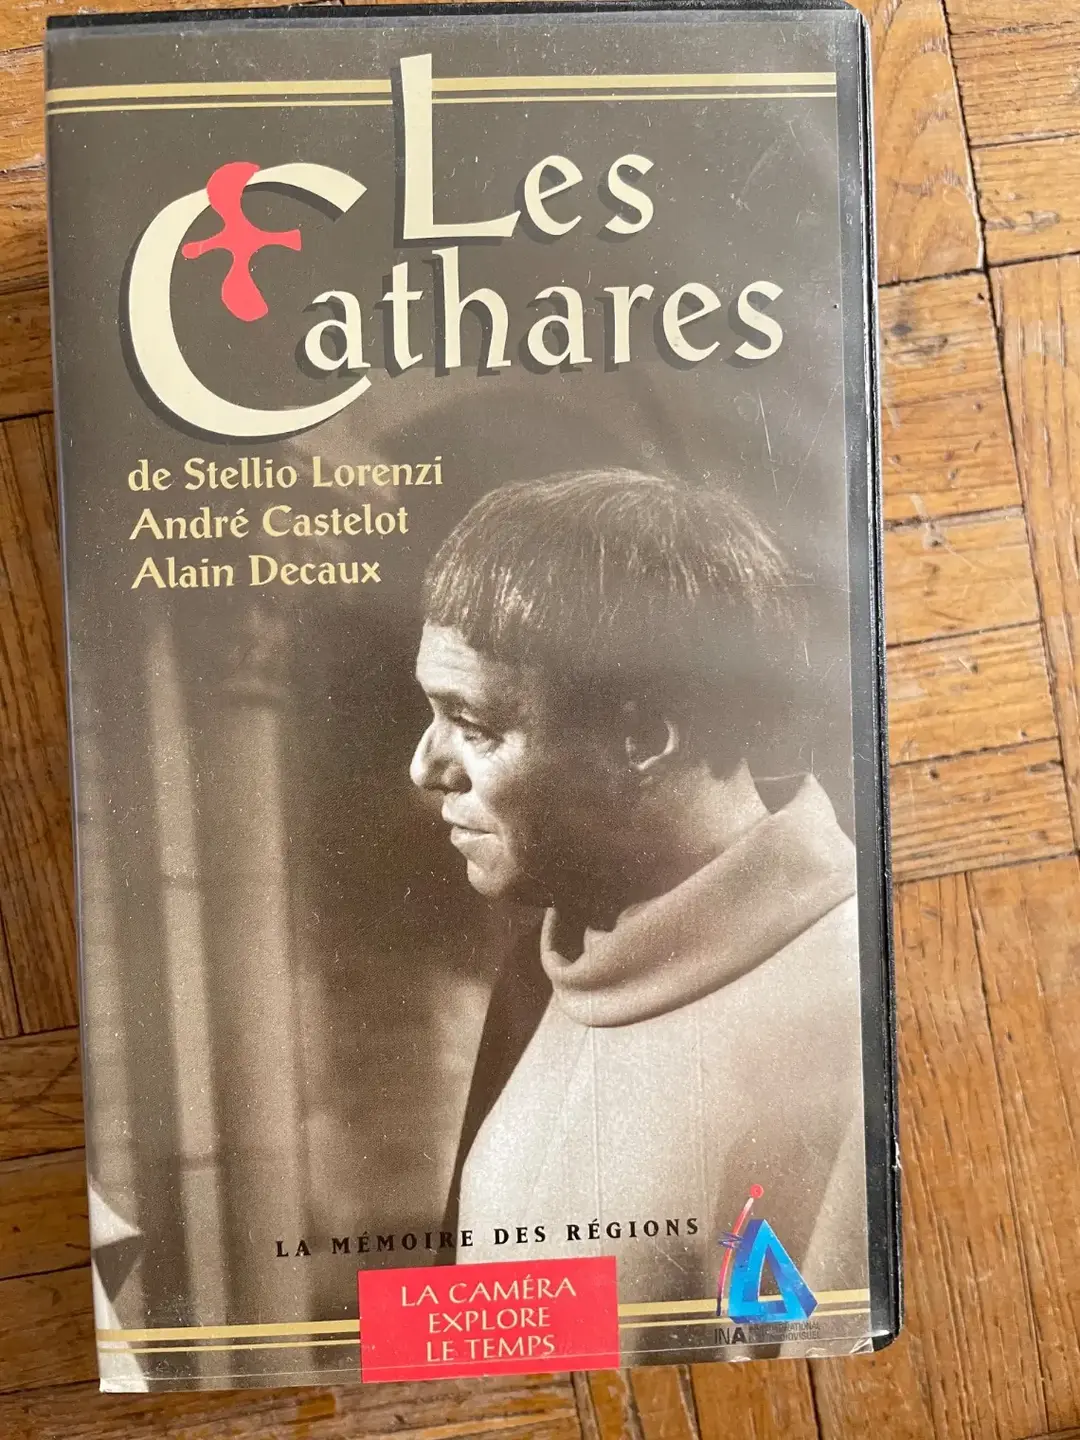 Les
Cathares
de Stellio Lorenzi
André Castelot
Alain Decaux
LA MÉMOIRE DES RÉGIONS
LA CAMÉRA
EXPLORE
LE TEMPS
INA